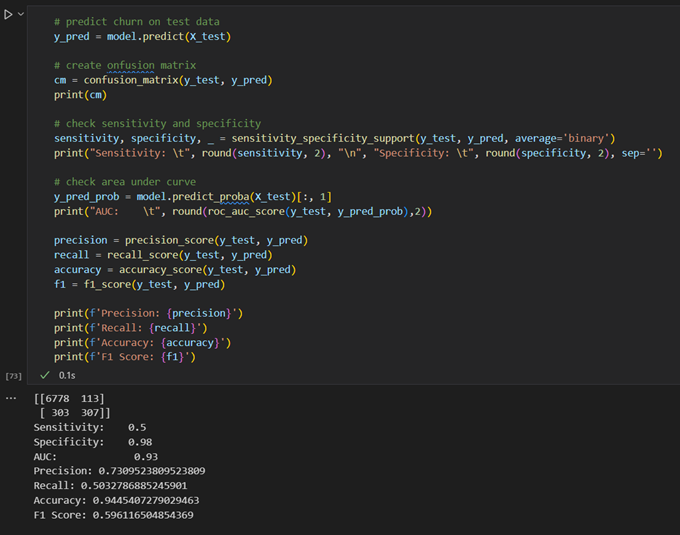 # predict churn on test data
y_pred = model.predict(X_test)
# create onfusion matrix
cm = confusion_matrix(y_test, y_pred)
print(cm)
# check sensitivity and specificity
sensitivity, specificity, _ = sensitivity_specificity_support(y_test, y_pred, average='binary')
print("Sensitivity: \t", round(sensitivity, 2), "\n", "Specificity: \t", round(specificity, 2), sep='')
# check area under curve
y_pred_prob = model.predict_proba(X_test)[:, 1]
print("AUC:    \t", round(roc_auc_score(y_test, y_pred_prob),2))
precision = precision_score(y_test, y_pred)
recall = recall_score(y_test, y_pred)
accuracy = accuracy_score(y_test, y_pred)
f1 = f1_score(y_test, y_pred)
print(f'Precision: {precision}')
print(f'Recall: {recall}')
print(f'Accuracy: {accuracy}')
print(f'F1 Score: {f1}')
[73] 0.1s
[[6778  113]
 [ 303  307]]
Sensitivity:    0.5
Specificity:    0.98
AUC:             0.93
Precision: 0.7309523809523809
Recall: 0.5032786885245901
Accuracy: 0.9445407279029463
F1 Score: 0.596116504854369